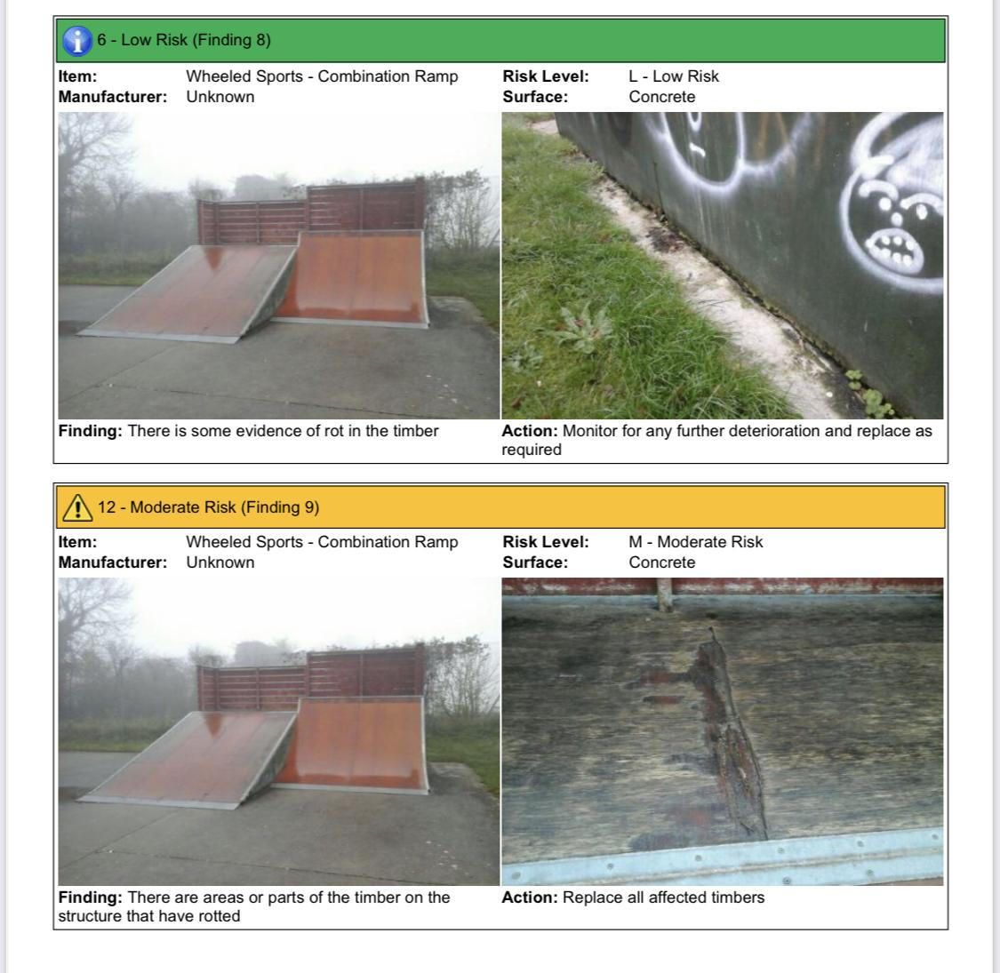 6 - Low Risk (Finding 8)
Item: Wheeled Sports - Combination Ramp Risk Level: L - Low Risk
Manufacturer: Unknown Surface: Concrete
Finding: There is some evidence of rot in the timber
Action: Monitor for any further deterioration and replace as
required
12 - Moderate Risk (Finding 9)
Item: Wheeled Sports - Combination Ramp Risk Level: M - Moderate Risk
Manufacturer: Unknown Surface: Concrete
Finding: There are areas or parts of the timber on the
structure that have rotted
Action: Replace all affected timbers